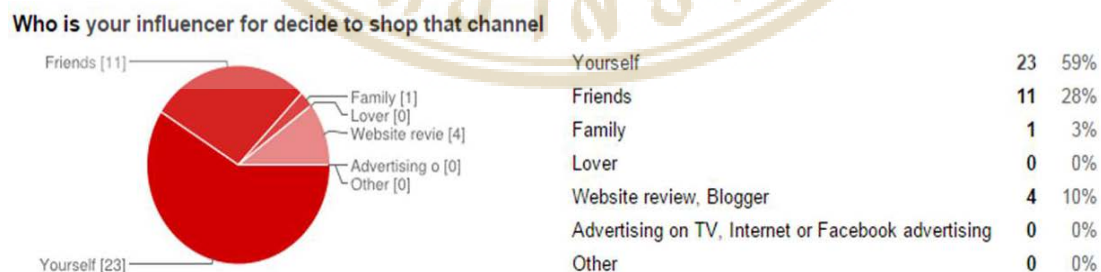 Who is your influencer for decide to shop that channel
Friends [11]
Family [1]
Lover [0]
Website revie [4]
Advertising o [0]
Other [0]
Yourself [23]
Yourself 23 59%
Friends 11 28%
Family 1 3%
Lover 0 0%
Website review, Blogger 4 10%
Advertising on TV, Internet or Facebook advertising 0 0%
Other 0 0%